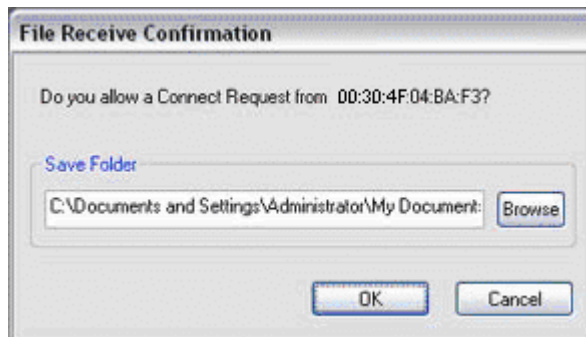 File Receive Confirmation
Do you allow a Connect Request from 00:30:4F:04:BA:F3?
Save Folder
C:\Documents and Settings\Administrator\My Document
Browse
OK
Cancel